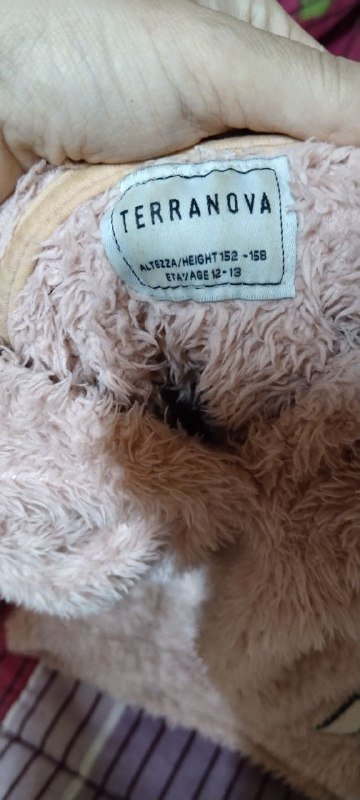 TERRANOVA
ALTEZZA/HEIGHT 152 -158
ETA'/AGE 12-13